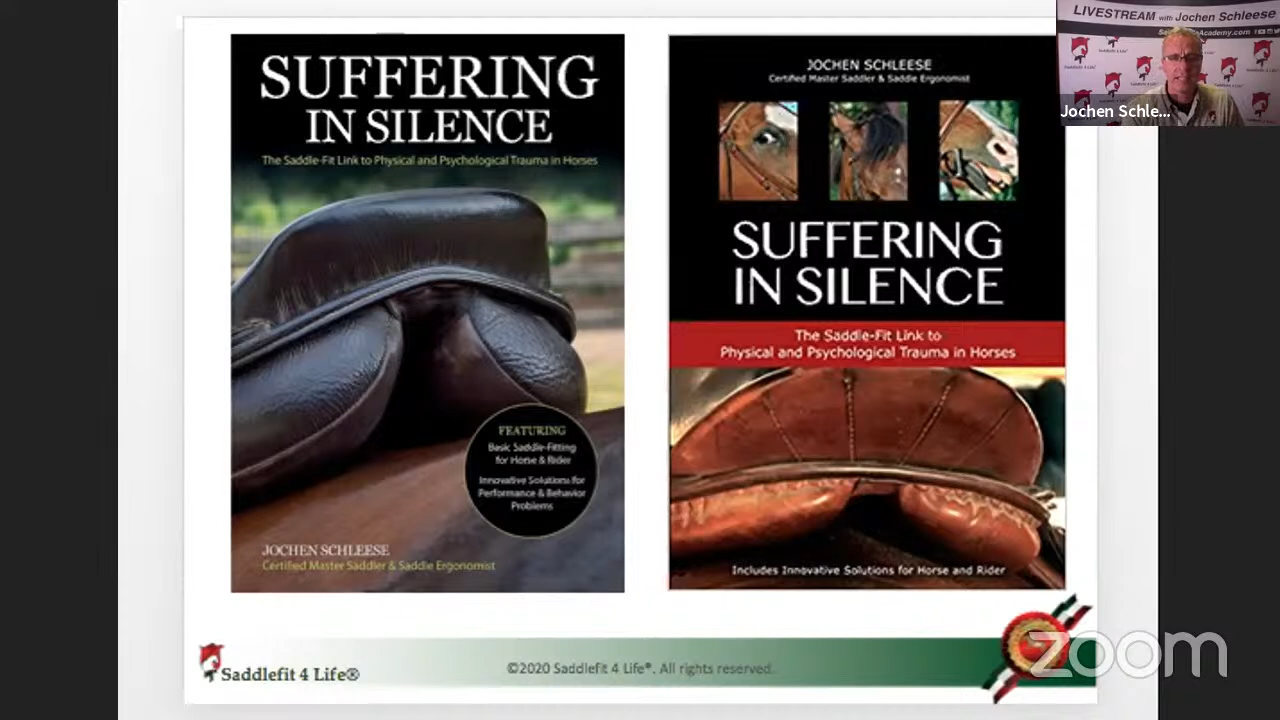 SUFFERING
IN SILENCE
The Saddle-Fit Link to Physical and Psychological Trauma in Horses
FEATURING
Basic Saddle-Fitting
for Horse & Rider
Innovative Solutions for
Performance & Behavior
Problems
JOCHEN SCHLEESE
Certified Master Saddler & Saddle Ergonomist
JOCHEN SCHLEESE
Certified Master Saddler & Saddle Ergonomist
SUFFERING
IN SILENCE
The Saddle-Fit Link to
Physical and Psychological Trauma in Horses
Includes Innovative Solutions for Horse and Rider
LIVESTREAM with Jochen Schleese
Saddlefit 4 Life®
Jochen Schle...
Saddlefit 4 Life®
©2020 Saddlefit 4 Life®. All rights reserved.
zoom